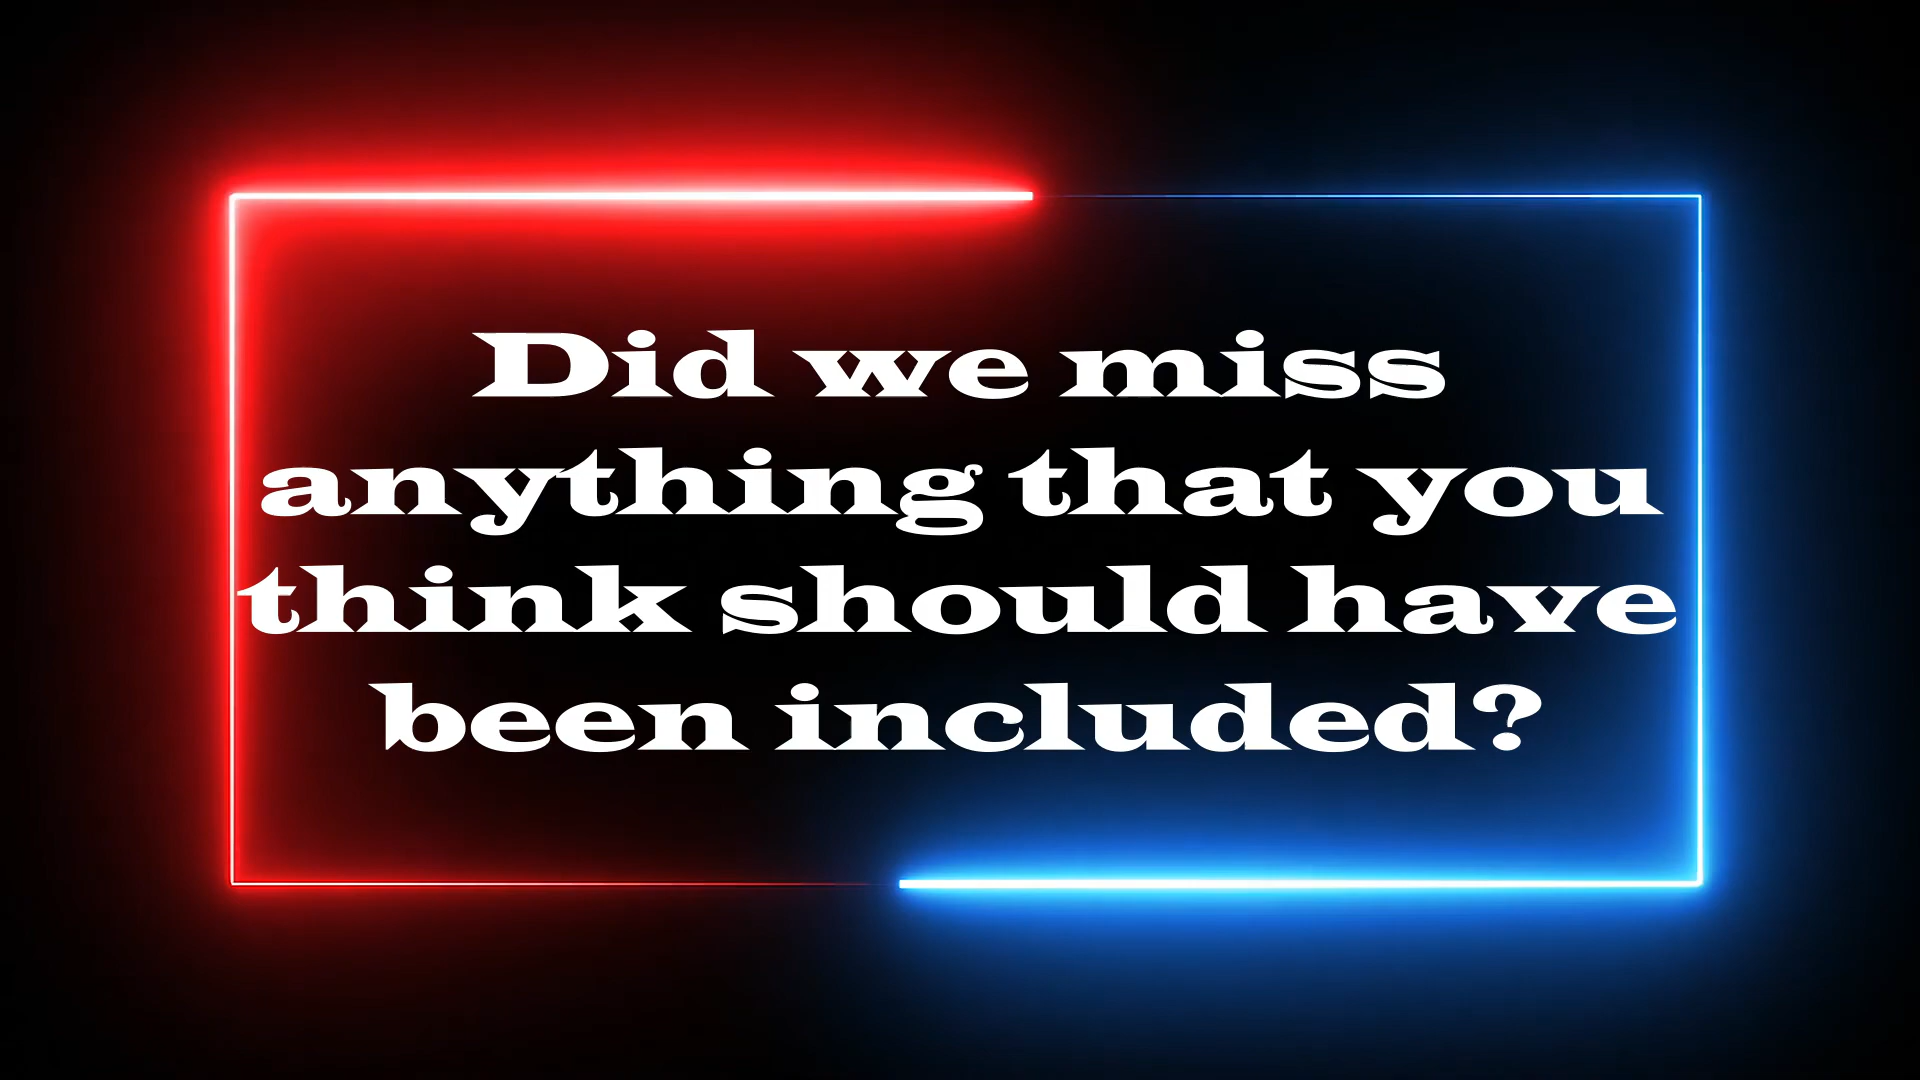 Did we miss
anything that you
think should have
been included?